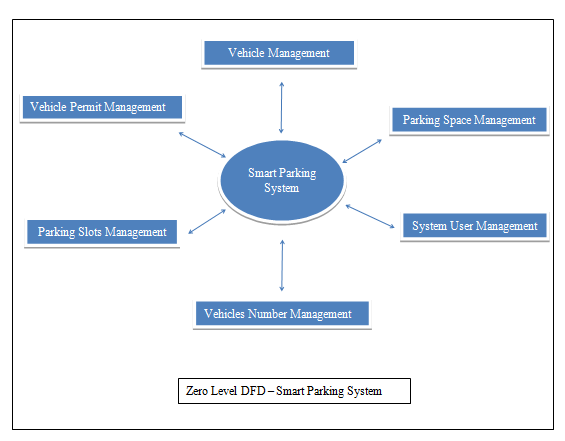 Vehicle Management
Vehicle Permit Management
Parking Space Management
Smart Parking
System
Parking Slots Management
System User Management
Vehicles Number Management
Zero Level DFD – Smart Parking System